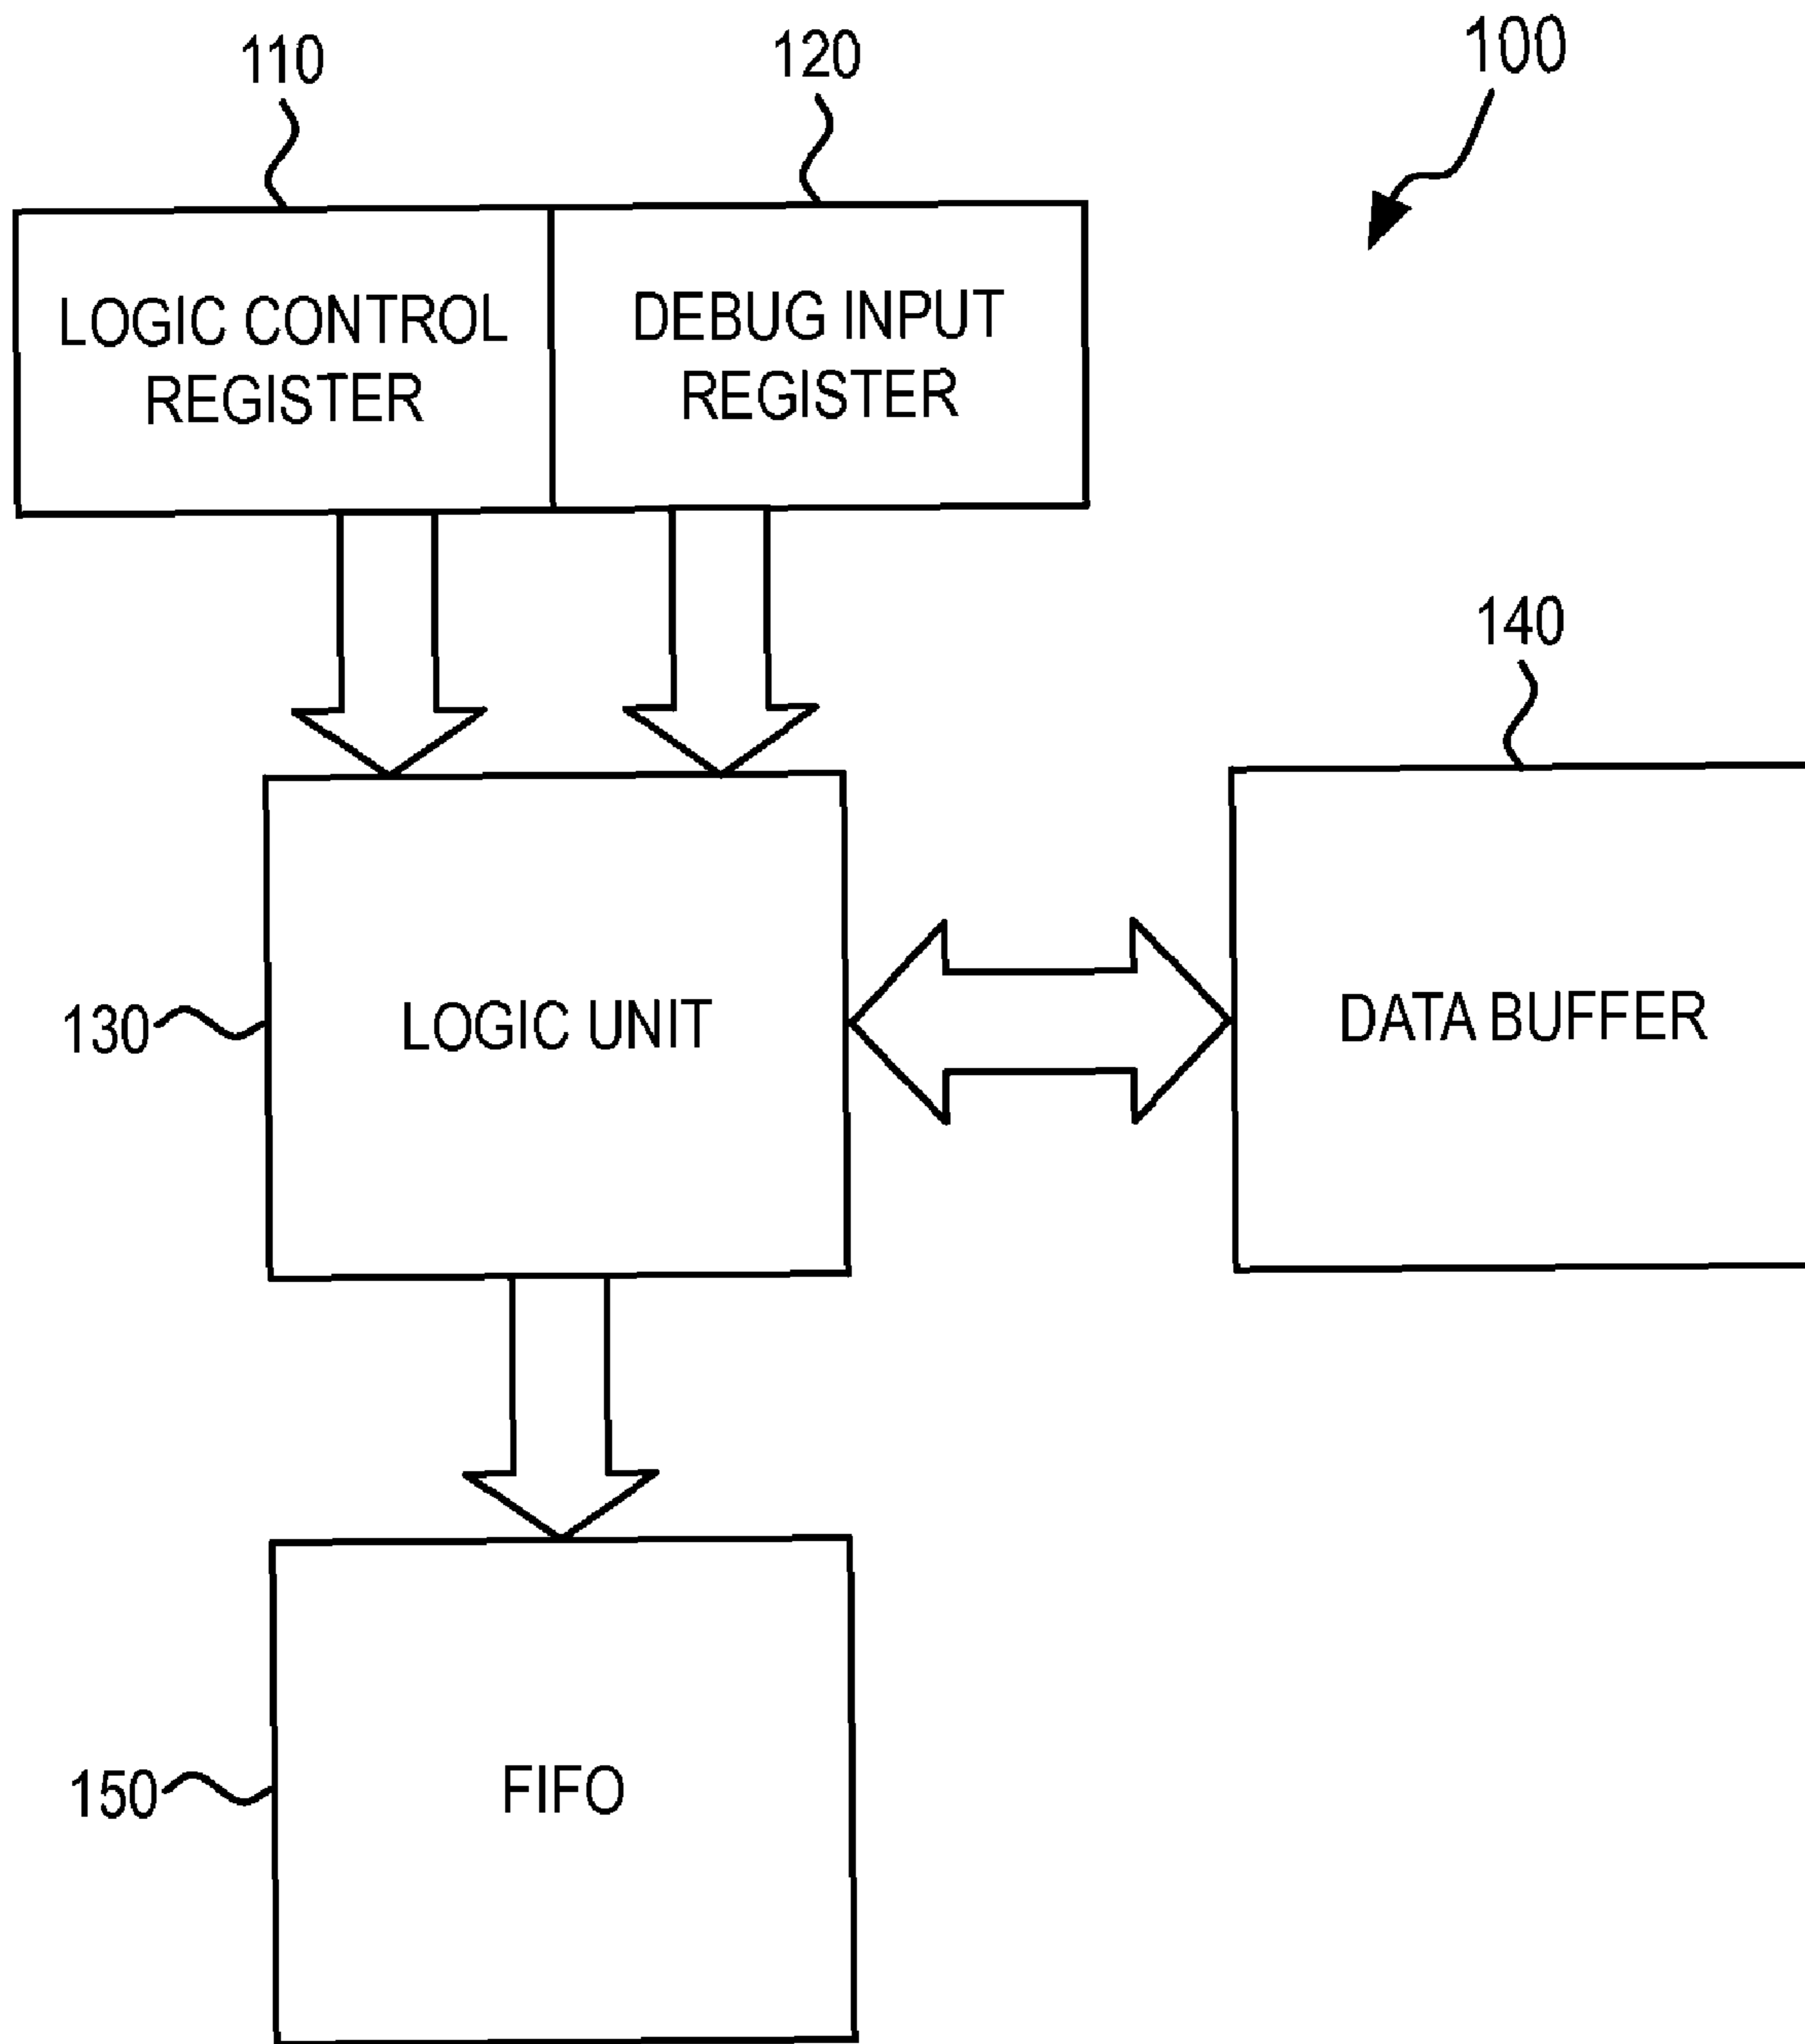 110
120
100
LOGIC CONTROL
REGISTER
DEBUG INPUT
REGISTER
140
130
LOGIC UNIT
DATA BUFFER
150
FIFO